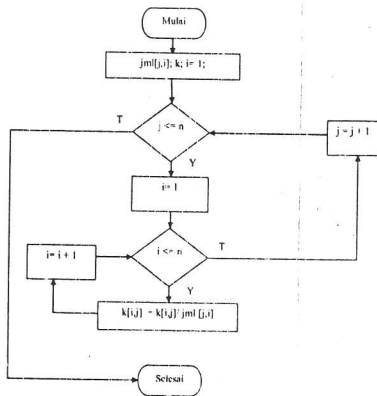 Mulai
jml[j,i]; k; i= 1;
T
j <= n
j = j + 1
Y
i= 1
i= i + 1
i <= n
T
Y
k[i,j] = k[i,j]/ jml [j,i]
Selesai